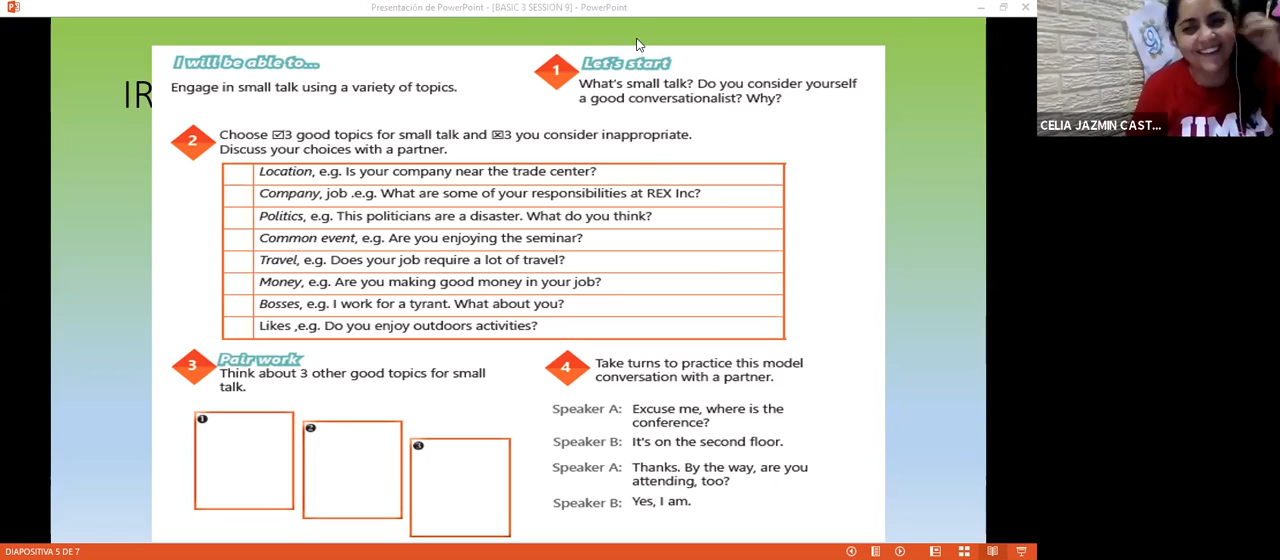 Presentación de PowerPoint - [BASIC 3 SESSION 9] - PowerPoint
IR
I will be able to...
Engage in small talk using a variety of topics.
1
Let's start
What's small talk? Do you consider yourself
a good conversationalist? Why?
2
Choose ☑3 good topics for small talk and ☒3 you consider inappropriate.
Discuss your choices with a partner.
Location, e.g. Is your company near the trade center?
Company, job .e.g. What are some of your responsibilities at REX Inc?
Politics, e.g. This politicians are a disaster. What do you think?
Common event, e.g. Are you enjoying the seminar?
Travel, e.g. Does your job require a lot of travel?
Money, e.g. Are you making good money in your job?
Bosses, e.g. I work for a tyrant. What about you?
Likes ,e.g. Do you enjoy outdoors activities?
3
Pair work
Think about 3 other good topics for small
talk.
1
2
3
4
Take turns to practice this model
conversation with a partner.
Speaker A: Excuse me, where is the
conference?
Speaker B: It's on the second floor.
Speaker A: Thanks. By the way, are you
attending, too?
Speaker B: Yes, I am.
9
CELIA JAZMIN CAST...
DIAPOSITIVA 5 DE 7